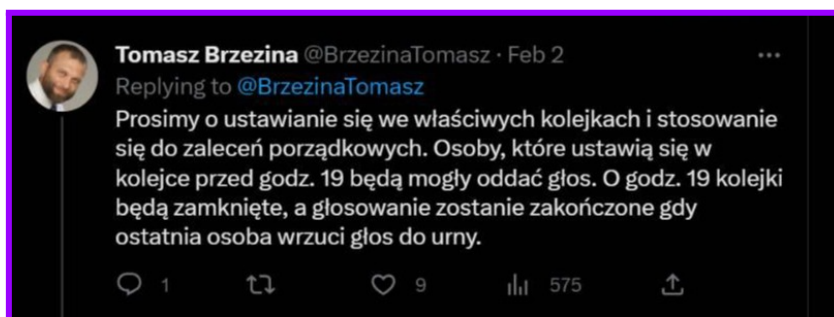 Tomasz Brzezina @BrzezinaTomasz · Feb 2
Replying to @BrzezinaTomasz
Prosimy o ustawianie się we właściwych kolejkach i stosowanie
się do zaleceń porządkowych. Osoby, które ustawią się w
kolejce przed godz. 19 będą mogły oddać głos. O godz. 19 kolejki
będą zamknięte, a głosowanie zostanie zakończone gdy
ostatnia osoba wrzuci głos do urny.
1 9 575